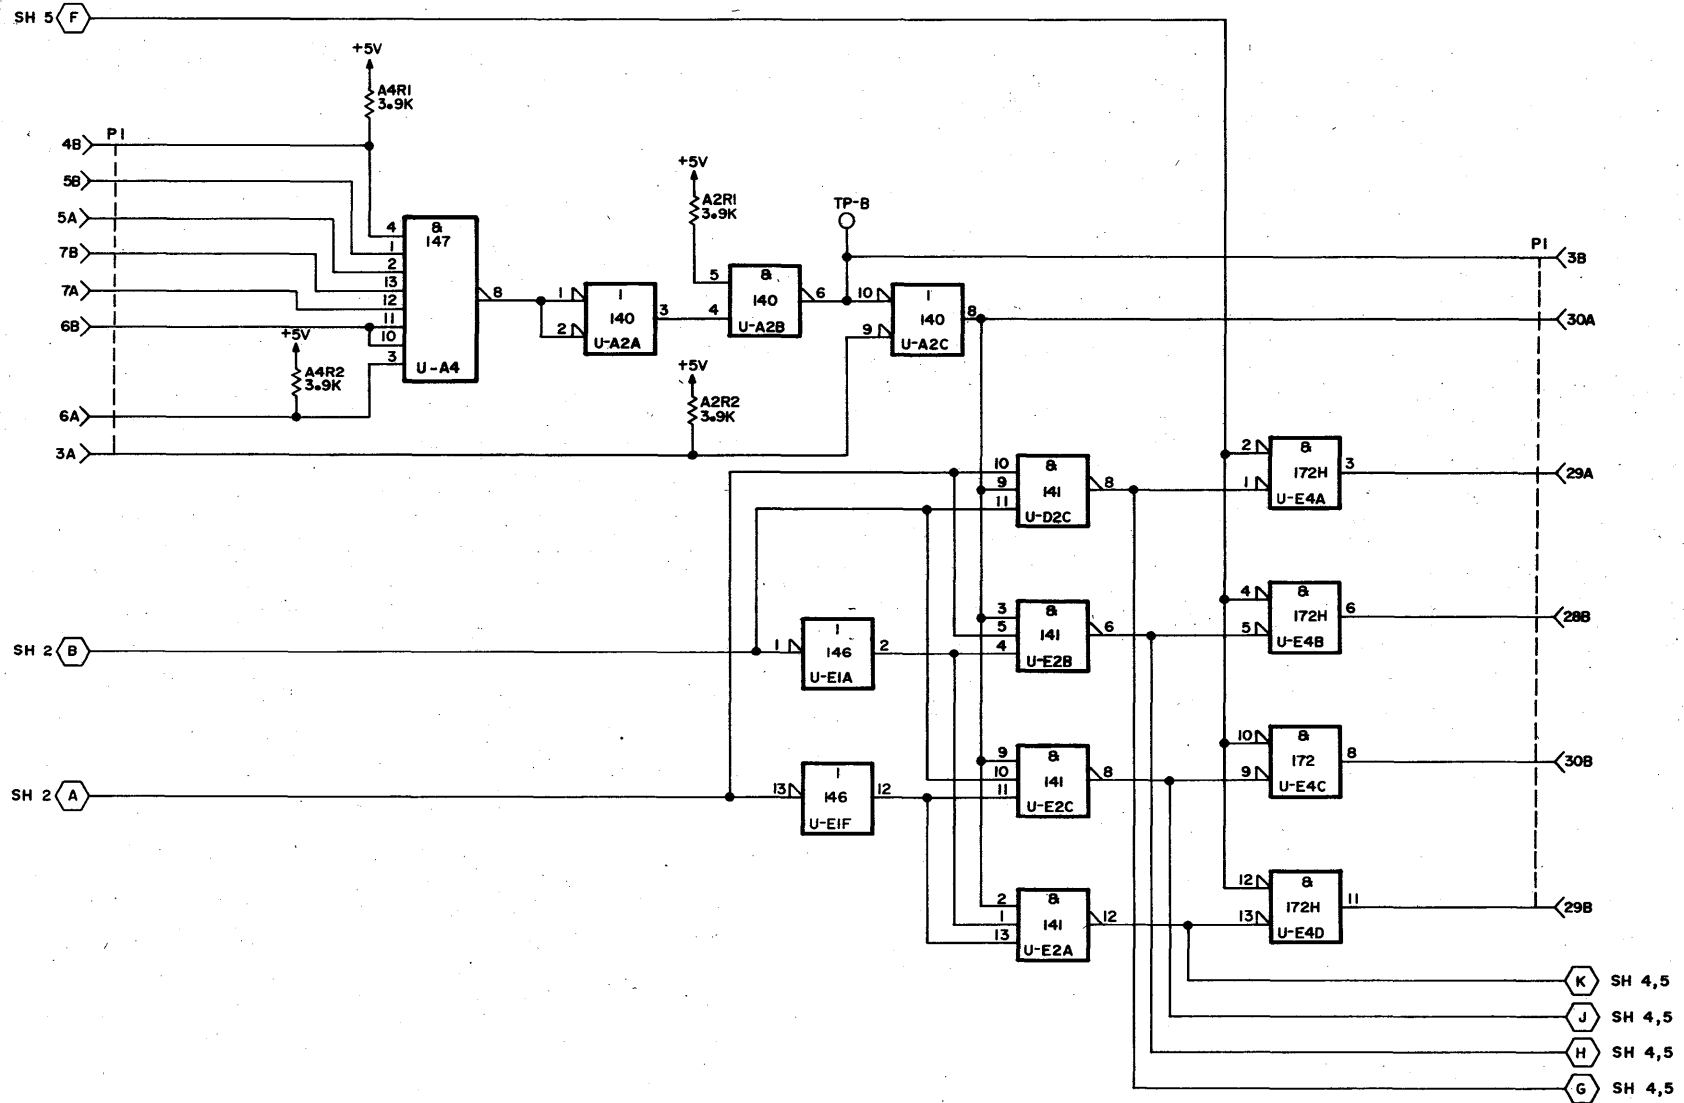 SH 5 F
+5V
A4R1
3.9K
P1
4B
5B
5A
7B
7A
6B
6A
3A
+5V
A4R2
3.9K
4
1
2
13
12
11
10
3
&
147
U-A4
8
1
2
1
140
U-A2A
3
+5V
A2R1
3.9K
5
4
&
140
U-A2B
6
TP-B
10
9
1
140
U-A2C
8
+5V
A2R2
3.9K
P1
3B
30A
10
9
11
&
141
U-D2C
8
2
1
&
172H
U-E4A
3
29A
SH 2 B
1
1
146
U-E1A
2
3
5
4
&
141
U-E2B
6
4
5
&
172H
U-E4B
6
28B
SH 2 A
13
1
146
U-E1F
12
9
10
11
&
141
U-E2C
8
10
9
&
172
U-E4C
8
30B
2
1
13
&
141
U-E2A
12
12
13
&
172H
U-E4D
11
29B
K SH 4,5
J SH 4,5
H SH 4,5
G SH 4,5